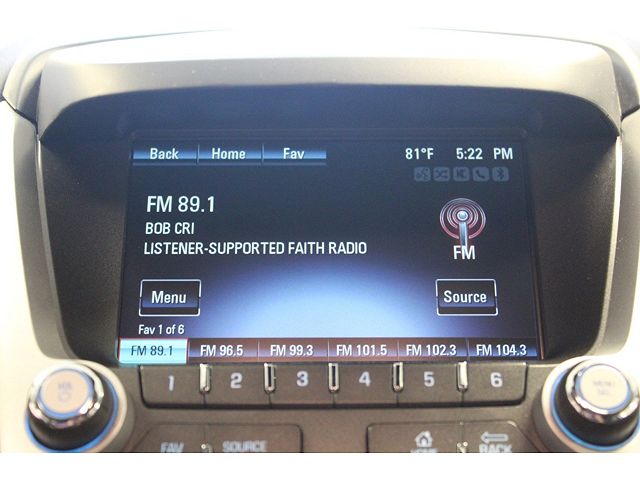 Back Home Fav 81°F 5:22 PM
FM 89.1
BOB CRI
LISTENER-SUPPORTED FAITH RADIO
FM
Menu Source
Fav 1 of 6
FM 89.1 FM 96.5 FM 99.3 FM 101.5 FM 102.3 FM 104.3
1 2 3 4 5 6
MENU
FAV SOURCE HOME BACK